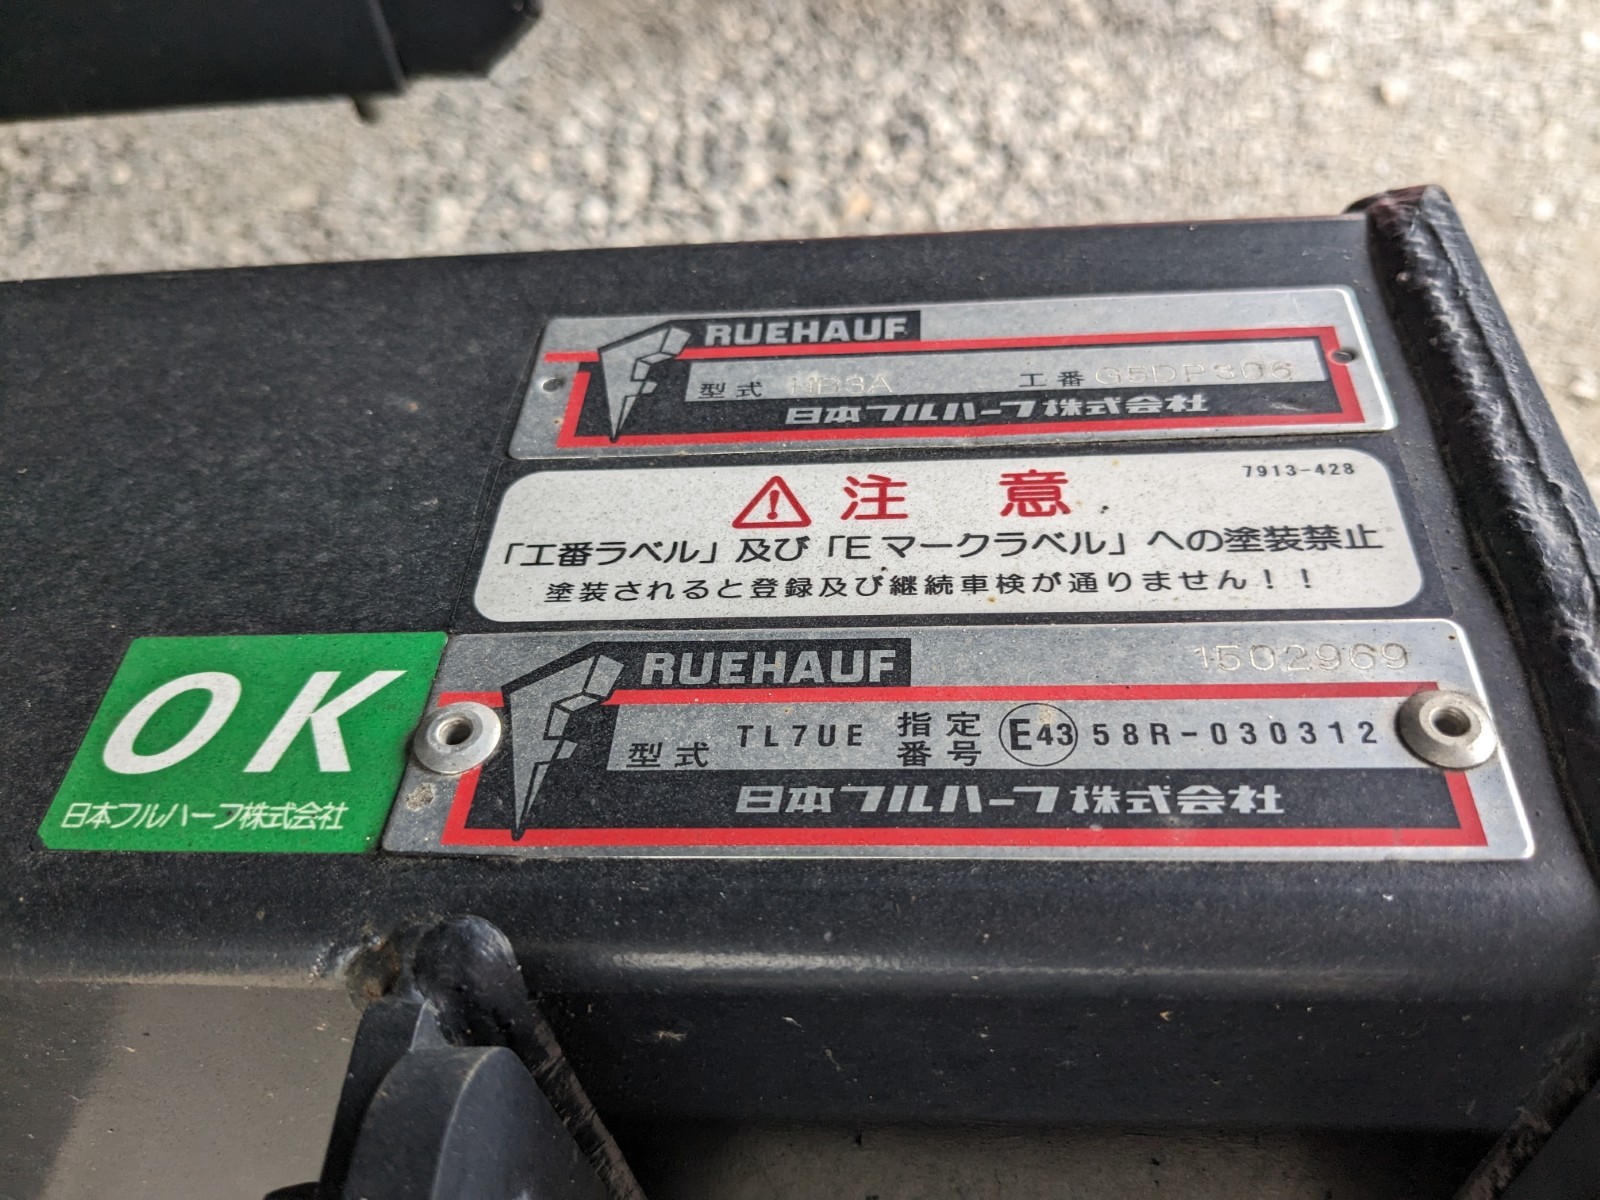 RUEHAUF
型式 HB3A 工番 G5DP306
日本フルハーフ株式会社
7913-428
注意
「工番ラベル」及び「Eマークラベル」への塗装禁止
塗装されると登録及び継続車検が通りません！！
RUEHAUF 1502969
型式 TL7UE 指定番号 E43 58R-030312
日本フルハーフ株式会社
OK
日本フルハーフ株式会社